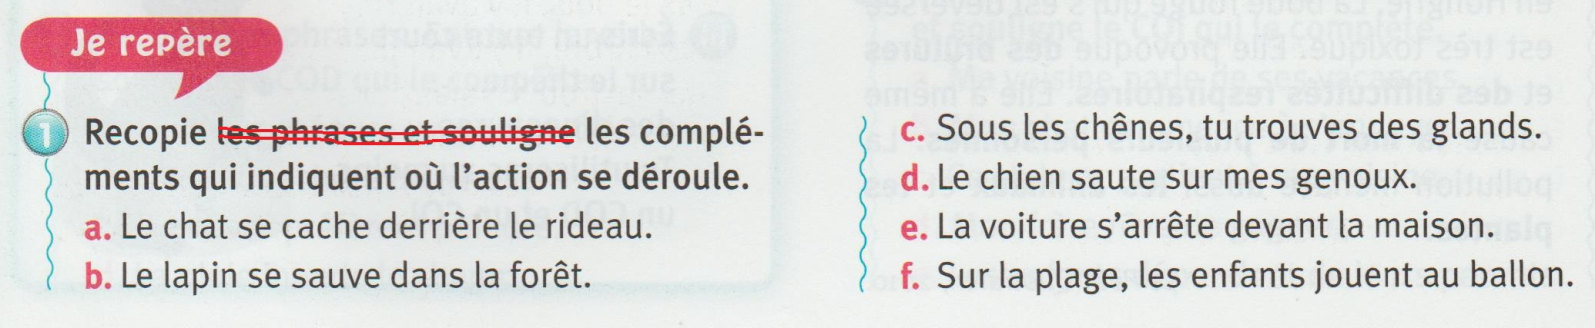 Je repère
1 Recopie les phrases et souligne les complé-
ments qui indiquent où l'action se déroule.
a. Le chat se cache derrière le rideau.
b. Le lapin se sauve dans la forêt.
c. Sous les chênes, tu trouves des glands.
d. Le chien saute sur mes genoux.
e. La voiture s'arrête devant la maison.
f. Sur la plage, les enfants jouent au ballon.